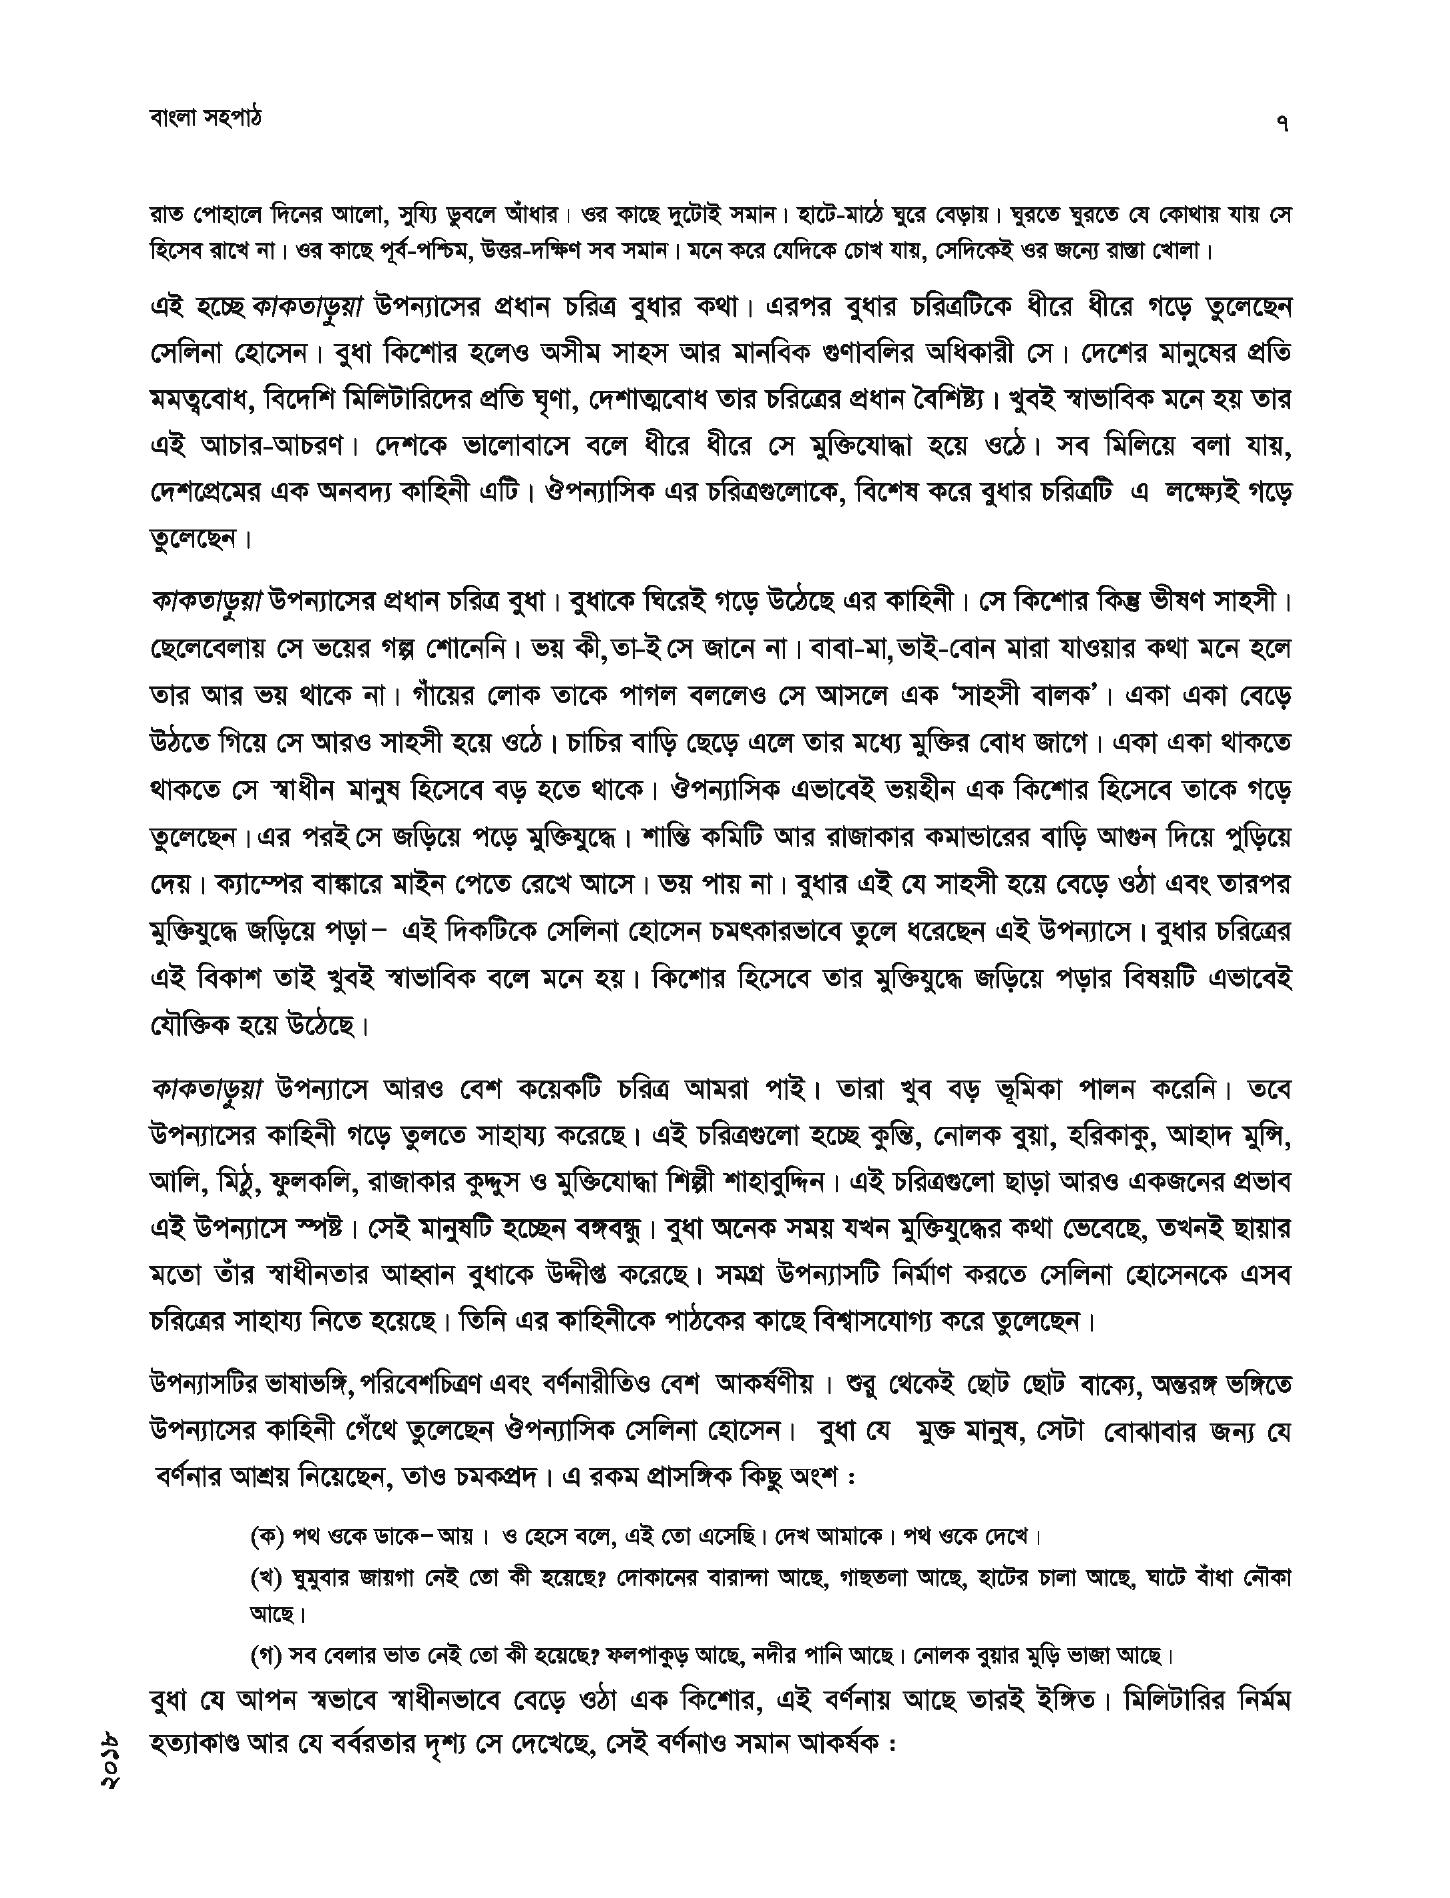 বাংলা সহপাঠ
৭
রাত পোহালে দিনের আলো, সুয্যি ডুবলে আঁধার। ওর কাছে দুটোই সমান। হাটে-মাঠে ঘুরে বেড়ায়। ঘুরতে ঘুরতে যে কোথায় যায় সে
হিসেব রাখে না। ওর কাছে পূর্ব-পশ্চিম, উত্তর-দক্ষিণ সব সমান। মনে করে যেদিকে চোখ যায়, সেদিকেই ওর জন্যে রাস্তা খোলা।
এই হচ্ছে কাকতাড়ুয়া উপন্যাসের প্রধান চরিত্র বুধার কথা। এরপর বুধার চরিত্রটিকে ধীরে ধীরে গড়ে তুলেছেন
সেলিনা হোসেন। বুধা কিশোর হলেও অসীম সাহস আর মানবিক গুণাবলির অধিকারী সে। দেশের মানুষের প্রতি
মমত্ববোধ, বিদেশি মিলিটারিদের প্রতি ঘৃণা, দেশাত্মবোধ তার চরিত্রের প্রধান বৈশিষ্ট্য। খুবই স্বাভাবিক মনে হয় তার
এই আচার-আচরণ। দেশকে ভালোবাসে বলে ধীরে ধীরে সে মুক্তিযোদ্ধা হয়ে ওঠে। সব মিলিয়ে বলা যায়,
দেশপ্রেমের এক অনবদ্য কাহিনী এটি। ঔপন্যাসিক এর চরিত্রগুলোকে, বিশেষ করে বুধার চরিত্রটি এ লক্ষ্যেই গড়ে
তুলেছেন।
কাকতাড়ুয়া উপন্যাসের প্রধান চরিত্র বুধা। বুধাকে ঘিরেই গড়ে উঠেছে এর কাহিনী। সে কিশোর কিন্তু ভীষণ সাহসী।
ছেলেবেলায় সে ভয়ের গল্প শোনেনি। ভয় কী, তা-ই সে জানে না। বাবা-মা, ভাই-বোন মারা যাওয়ার কথা মনে হলে
তার আর ভয় থাকে না। গাঁয়ের লোক তাকে পাগল বললেও সে আসলে এক ‘সাহসী বালক’। একা একা বেড়ে
উঠতে গিয়ে সে আরও সাহসী হয়ে ওঠে। চাচির বাড়ি ছেড়ে এলে তার মধ্যে মুক্তির বোধ জাগে। একা একা থাকতে
থাকতে সে স্বাধীন মানুষ হিসেবে বড় হতে থাকে। ঔপন্যাসিক এভাবেই ভয়হীন এক কিশোর হিসেবে তাকে গড়ে
তুলেছেন। এর পরই সে জড়িয়ে পড়ে মুক্তিযুদ্ধে। শান্তি কমিটি আর রাজাকার কমান্ডারের বাড়ি আগুন দিয়ে পুড়িয়ে
দেয়। ক্যাম্পের বাঙ্কারে মাইন পেতে রেখে আসে। ভয় পায় না। বুধার এই যে সাহসী হয়ে বেড়ে ওঠা এবং তারপর
মুক্তিযুদ্ধে জড়িয়ে পড়া– এই দিকটিকে সেলিনা হোসেন চমৎকারভাবে তুলে ধরেছেন এই উপন্যাসে। বুধার চরিত্রের
এই বিকাশ তাই খুবই স্বাভাবিক বলে মনে হয়। কিশোর হিসেবে তার মুক্তিযুদ্ধে জড়িয়ে পড়ার বিষয়টি এভাবেই
যৌক্তিক হয়ে উঠেছে।
কাকতাড়ুয়া উপন্যাসে আরও বেশ কয়েকটি চরিত্র আমরা পাই। তারা খুব বড় ভূমিকা পালন করেনি। তবে
উপন্যাসের কাহিনী গড়ে তুলতে সাহায্য করেছে। এই চরিত্রগুলো হচ্ছে কুন্তি, নোলক বুয়া, হরিকাকু, আহাদ মুন্সি,
আলি, মিঠু, ফুলকলি, রাজাকার কুদ্দুস ও মুক্তিযোদ্ধা শিল্পী শাহাবুদ্দিন। এই চরিত্রগুলো ছাড়া আরও একজনের প্রভাব
এই উপন্যাসে স্পষ্ট। সেই মানুষটি হচ্ছেন বঙ্গবন্ধু। বুধা অনেক সময় যখন মুক্তিযুদ্ধের কথা ভেবেছে, তখনই ছায়ার
মতো তাঁর স্বাধীনতার আহ্বান বুধাকে উদ্দীপ্ত করেছে। সমগ্র উপন্যাসটি নির্মাণ করতে সেলিনা হোসেনকে এসব
চরিত্রের সাহায্য নিতে হয়েছে। তিনি এর কাহিনীকে পাঠকের কাছে বিশ্বাসযোগ্য করে তুলেছেন।
উপন্যাসটির ভাষাভঙ্গি, পরিবেশচিত্রণ এবং বর্ণনারীতিও বেশ আকর্ষণীয়। শুরু থেকেই ছোট ছোট বাক্যে, অন্তরঙ্গ ভঙ্গিতে
উপন্যাসের কাহিনী গেঁথে তুলেছেন ঔপন্যাসিক সেলিনা হোসেন। বুধা যে মুক্ত মানুষ, সেটা বোঝাবার জন্য যে
বর্ণনার আশ্রয় নিয়েছেন, তাও চমকপ্রদ। এ রকম প্রাসঙ্গিক কিছু অংশ :
(ক) পথ ওকে ডাকে–আয়। ও হেসে বলে, এই তো এসেছি। দেখ আমাকে। পথ ওকে দেখে।
(খ) ঘুমুবার জায়গা নেই তো কী হয়েছে? দোকানের বারান্দা আছে, গাছতলা আছে, হাটের চালা আছে, ঘাটে বাঁধা নৌকা
আছে।
(গ) সব বেলার ভাত নেই তো কী হয়েছে? ফলপাকুড় আছে, নদীর পানি আছে। নোলক বুয়ার মুড়ি ভাজা আছে।
বুধা যে আপন স্বভাবে স্বাধীনভাবে বেড়ে ওঠা এক কিশোর, এই বর্ণনায় আছে তারই ইঙ্গিত। মিলিটারির নির্মম
হত্যাকাণ্ড আর যে বর্বরতার দৃশ্য সে দেখেছে, সেই বর্ণনাও সমান আকর্ষক :
২০১৮